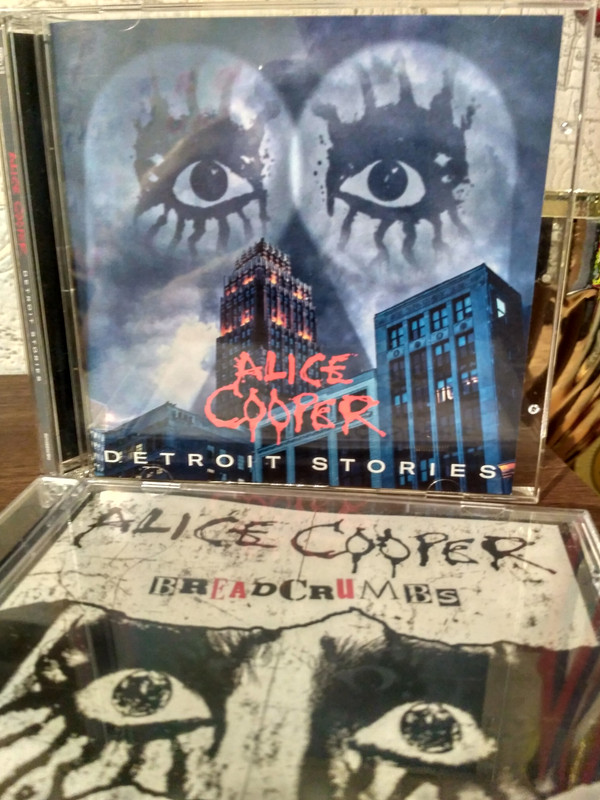 ALICE COOPER
DETROIT STORIES
ALICE
COOPER
DETROIT STORIES
ALICE COOPER
BREADCRUMBS